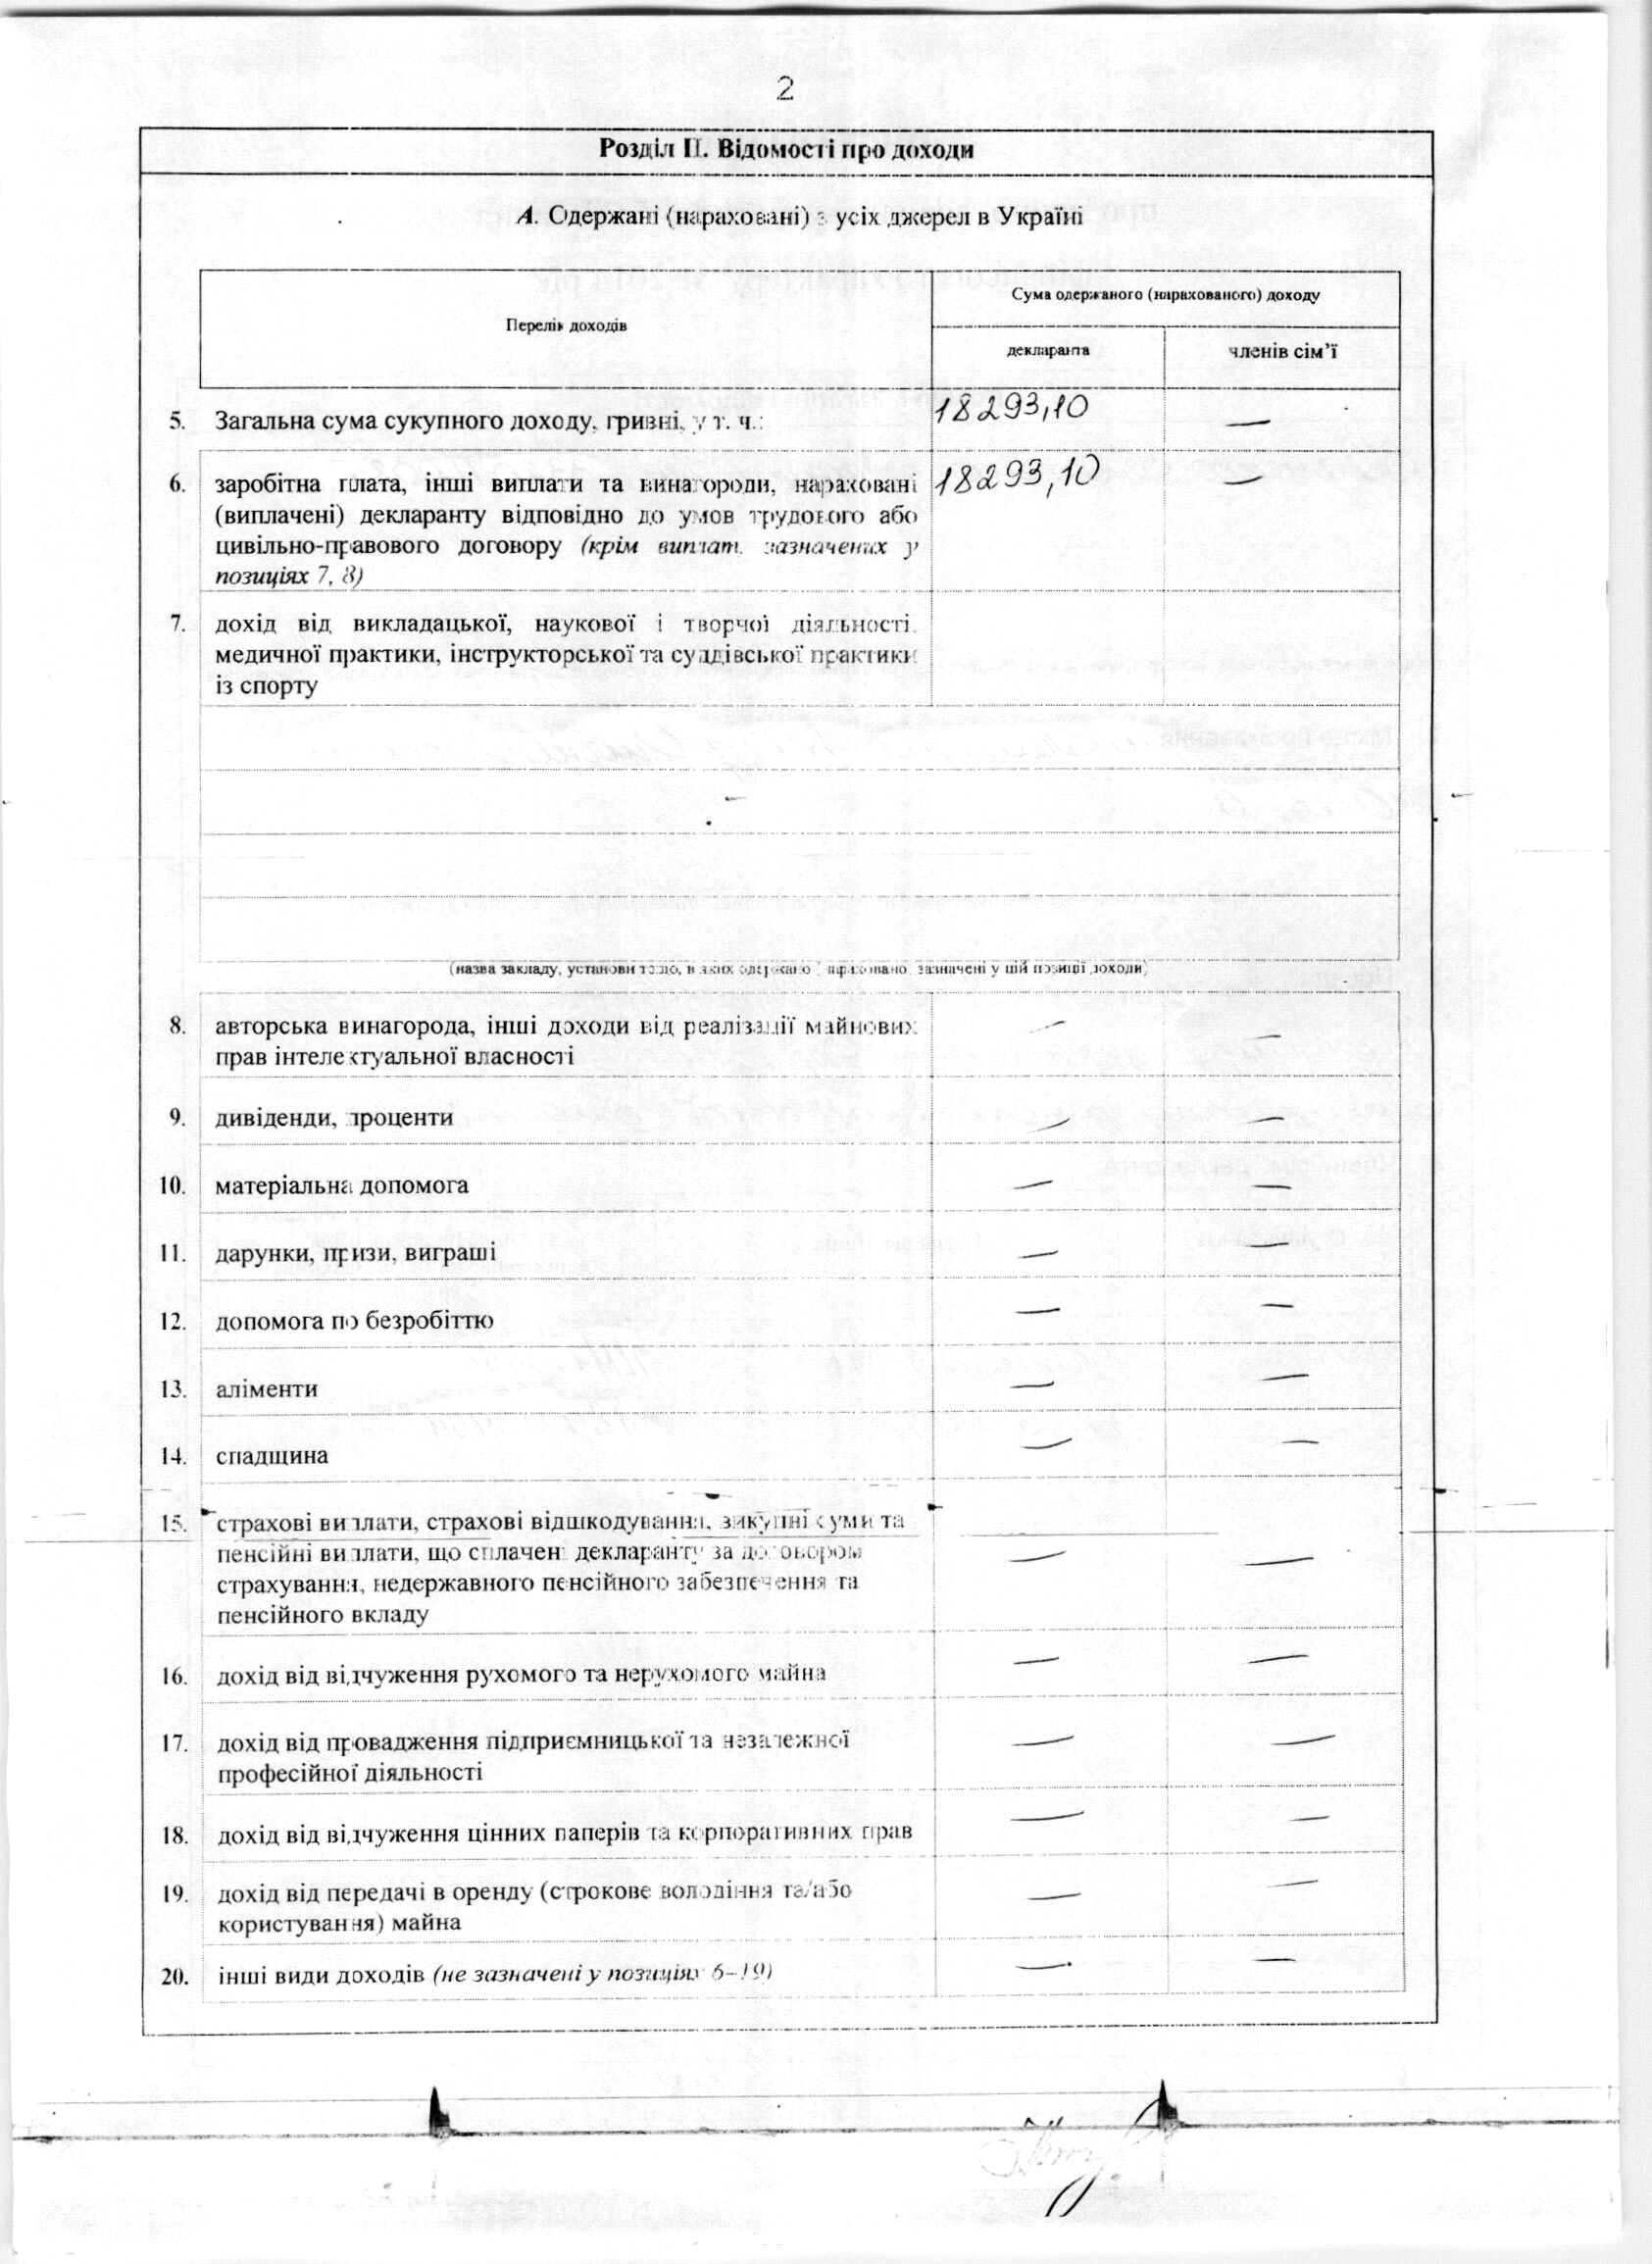 2
Розділ II. Відомості про доходи
А. Одержані (нараховані) з усіх джерел в Україні
Перелік доходів
Сума одержаного (нарахованого) доходу
декларанта
членів сім’ї
5. Загальна сума сукупного доходу, гривні, у т. ч.: 18293,10 —
6. заробітна плата, інші виплати та винагороди, нараховані 18293,10 —
(виплачені) декларанту відповідно до умов трудового або
цивільно-правового договору (крім виплат, зазначених у
позиціях 7, 8)
7. дохід від викладацької, наукової і творчої діяльності,
медичної практики, інструкторської та суддівської практики
із спорту
(назва закладу, установи тощо, в яких одержано (нараховано) зазначені у цій позиції доходи)
8. авторська винагорода, інші доходи від реалізації майнових — —
прав інтелектуальної власності
9. дивіденди, проценти — —
10. матеріальна допомога — —
11. дарунки, призи, виграші — —
12. допомога по безробіттю — —
13. аліменти — —
14. спадщина — —
15. страхові виплати, страхові відшкодування, викупні суми та
пенсійні виплати, що сплачені декларанту за договором — —
страхування, недержавного пенсійного забезпечення та
пенсійного вкладу
16. дохід від відчуження рухомого та нерухомого майна — —
17. дохід від провадження підприємницької та незалежної — —
професійної діяльності
18. дохід від відчуження цінних паперів та корпоративних прав — —
19. дохід від передачі в оренду (строкове володіння та/або — —
користування) майна
20. інші види доходів (не зазначені у позиціях 6–19) — —